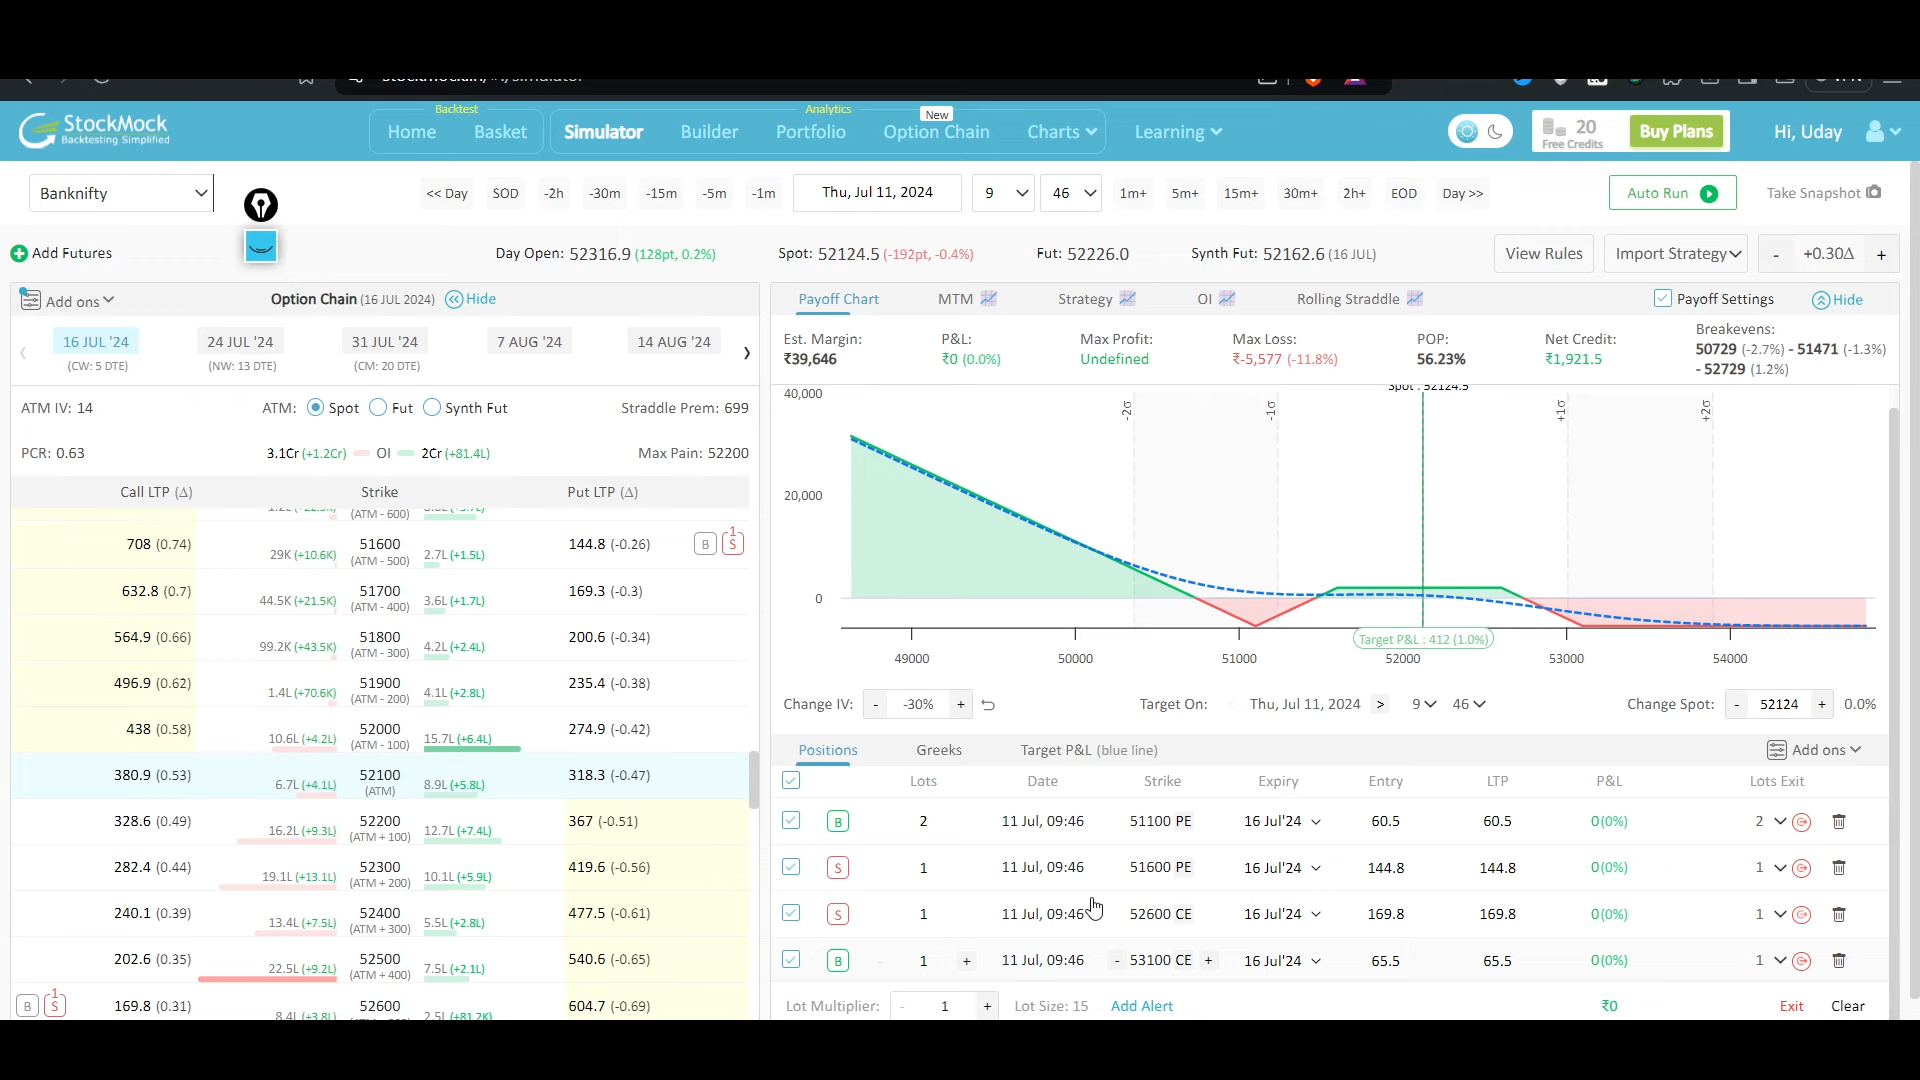 StockMock
Backtesting Simplified
Backtest
Home Basket
Simulator Builder
Analytics
Portfolio
New
Option Chain
Charts
Learning
20
Free Credits
Buy Plans
Hi, Uday
Banknifty
<< Day SOD -2h -30m -15m -5m -1m Thu, Jul 11, 2024 9 46 1m+ 5m+ 15m+ 30m+ 2h+ EOD Day >>
Auto Run
Take Snapshot
Add Futures
Day Open: 52316.9 (128pt, 0.2%)
Spot: 52124.5 (-192pt, -0.4%)
Fut: 52226.0
Synth Fut: 52162.6 (16 JUL)
View Rules
Import Strategy
- +0.30Δ +
Add ons
Option Chain (16 JUL 2024) Hide
16 JUL '24 24 JUL '24 31 JUL '24 7 AUG '24 14 AUG '24
(CW: 5 DTE) (NW: 13 DTE) (CM: 20 DTE)
ATM IV: 14 ATM: Spot Fut Synth Fut Straddle Prem: 699
PCR: 0.63 3.1Cr (+1.2Cr) OI 2Cr (+81.4L) Max Pain: 52200
Call LTP (Δ) Strike Put LTP (Δ)
(ATM - 600)
708 (0.74) 29K (+10.6K) 51600 (ATM - 500) 2.7L (+1.5L) 144.8 (-0.26) B S 1
632.8 (0.7) 44.5K (+21.5K) 51700 (ATM - 400) 3.6L (+1.7L) 169.3 (-0.3)
564.9 (0.66) 99.2K (+43.5K) 51800 (ATM - 300) 4.2L (+2.4L) 200.6 (-0.34)
496.9 (0.62) 1.4L (+70.6K) 51900 (ATM - 200) 4.1L (+2.8L) 235.4 (-0.38)
438 (0.58) 10.6L (+4.2L) 52000 (ATM - 100) 15.7L (+6.4L) 274.9 (-0.42)
380.9 (0.53) 6.7L (+4.1L) 52100 (ATM) 8.9L (+5.8L) 318.3 (-0.47)
328.6 (0.49) 16.2L (+9.3L) 52200 (ATM + 100) 12.7L (+7.4L) 367 (-0.51)
282.4 (0.44) 19.1L (+13.1L) 52300 (ATM + 200) 10.1L (+5.9L) 419.6 (-0.56)
240.1 (0.39) 13.4L (+7.5L) 52400 (ATM + 300) 5.5L (+2.8L) 477.5 (-0.61)
202.6 (0.35) 22.5L (+9.2L) 52500 (ATM + 400) 7.5L (+2.1L) 540.6 (-0.65)
B S 1 169.8 (0.31) 8.4L (+3.8L) 52600 2.5L (+81.2K) 604.7 (-0.69)
Payoff Chart MTM Strategy OI Rolling Straddle
Payoff Settings Hide
Est. Margin: P&L: Max Profit: Max Loss: POP: Net Credit: Breakevens:
₹39,646 ₹0 (0.0%) Undefined ₹-5,577 (-11.8%) 56.23% ₹1,921.5 50729 (-2.7%) - 51471 (-1.3%)
- 52729 (1.2%)
Spot : 52124.5
40,000
-2σ -1σ +1σ +2σ
20,000
0
Target P&L : 412 (1.0%)
49000 50000 51000 52000 53000 54000
Change IV: - -30% + Target On: < Thu, Jul 11, 2024 > 9 46 Change Spot: - 52124 + 0.0%
Positions Greeks Target P&L (blue line) Add ons
Lots Date Strike Expiry Entry LTP P&L Lots Exit
B 2 11 Jul, 09:46 51100 PE 16 Jul'24 60.5 60.5 0(0%) 2
S 1 11 Jul, 09:46 51600 PE 16 Jul'24 144.8 144.8 0(0%) 1
S 1 11 Jul, 09:46 52600 CE 16 Jul'24 169.8 169.8 0(0%) 1
B - 1 + 11 Jul, 09:46 - 53100 CE + 16 Jul'24 65.5 65.5 0(0%) 1
Lot Multiplier: - 1 + Lot Size: 15 Add Alert ₹0 Exit Clear